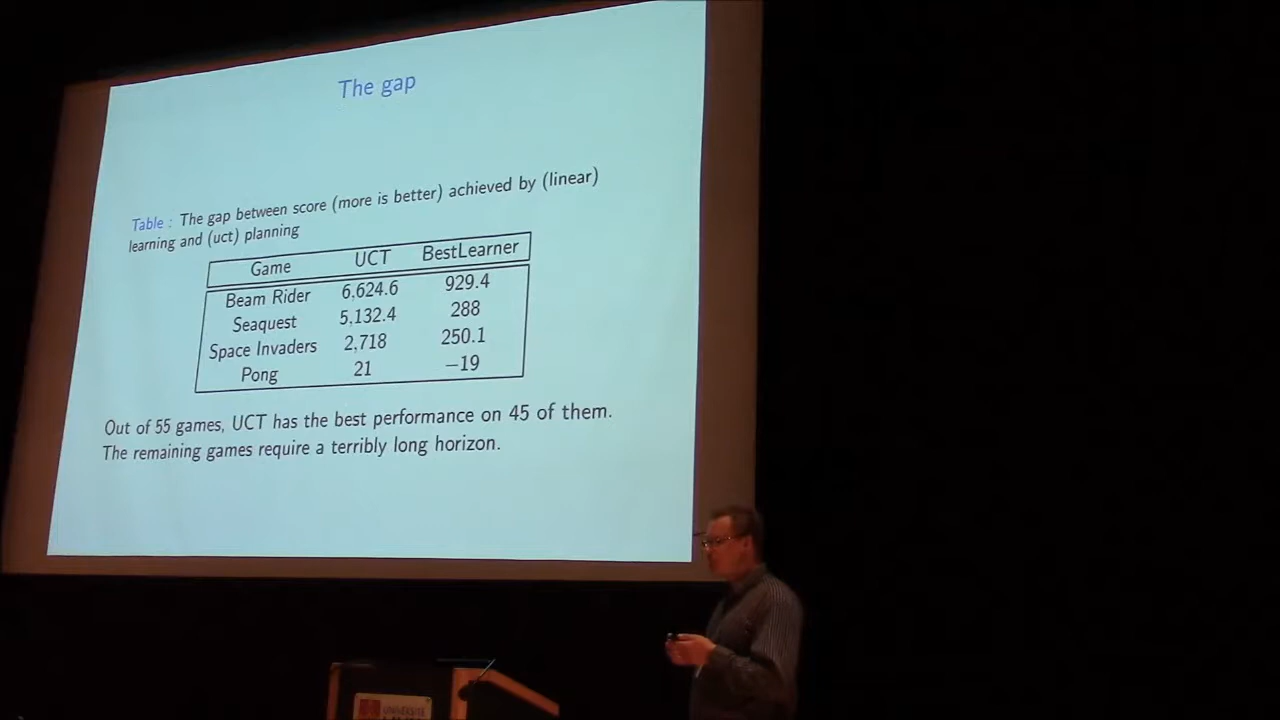 The gap
Table : The gap between score (more is better) achieved by (linear)
learning and (uct) planning
Game UCT BestLearner
Beam Rider 6,624.6 929.4
Seaquest 5,132.4 288
Space Invaders 2,718 250.1
Pong 21 −19
Out of 55 games, UCT has the best performance on 45 of them.
The remaining games require a terribly long horizon.
UNIVERSITÉ